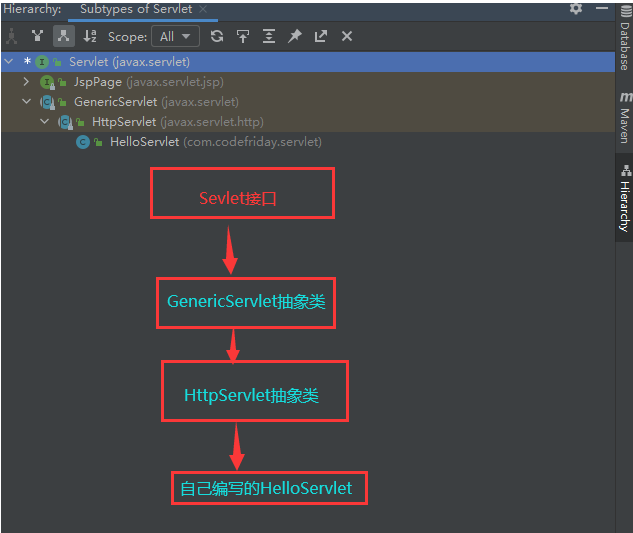 Hierarchy: Subtypes of Servlet
Scope: All
Servlet (javax.servlet)
JspPage (javax.servlet.jsp)
GenericServlet (javax.servlet)
HttpServlet (javax.servlet.http)
HelloServlet (com.codefriday.servlet)
Sevlet接口
GenericServlet抽象类
HttpServlet抽象类
自己编写的HelloServlet
Database
Maven
Hierarchy